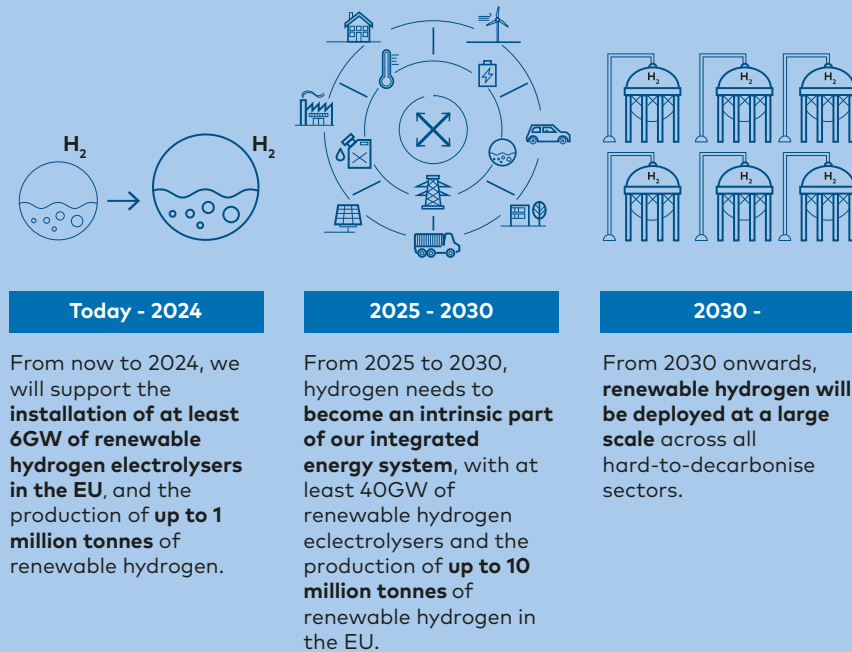 H2
H2
H2
H2
H2
H2
H2
H2
Today - 2024
From now to 2024, we
will support the
installation of at least
6GW of renewable
hydrogen electrolysers
in the EU, and the
production of up to 1
million tonnes of
renewable hydrogen.
2025 - 2030
From 2025 to 2030,
hydrogen needs to
become an intrinsic part
of our integrated
energy system, with at
least 40GW of
renewable hydrogen
eclectrolysers and the
production of up to 10
million tonnes of
renewable hydrogen in
the EU.
2030 -
From 2030 onwards,
renewable hydrogen will
be deployed at a large
scale across all
hard-to-decarbonise
sectors.